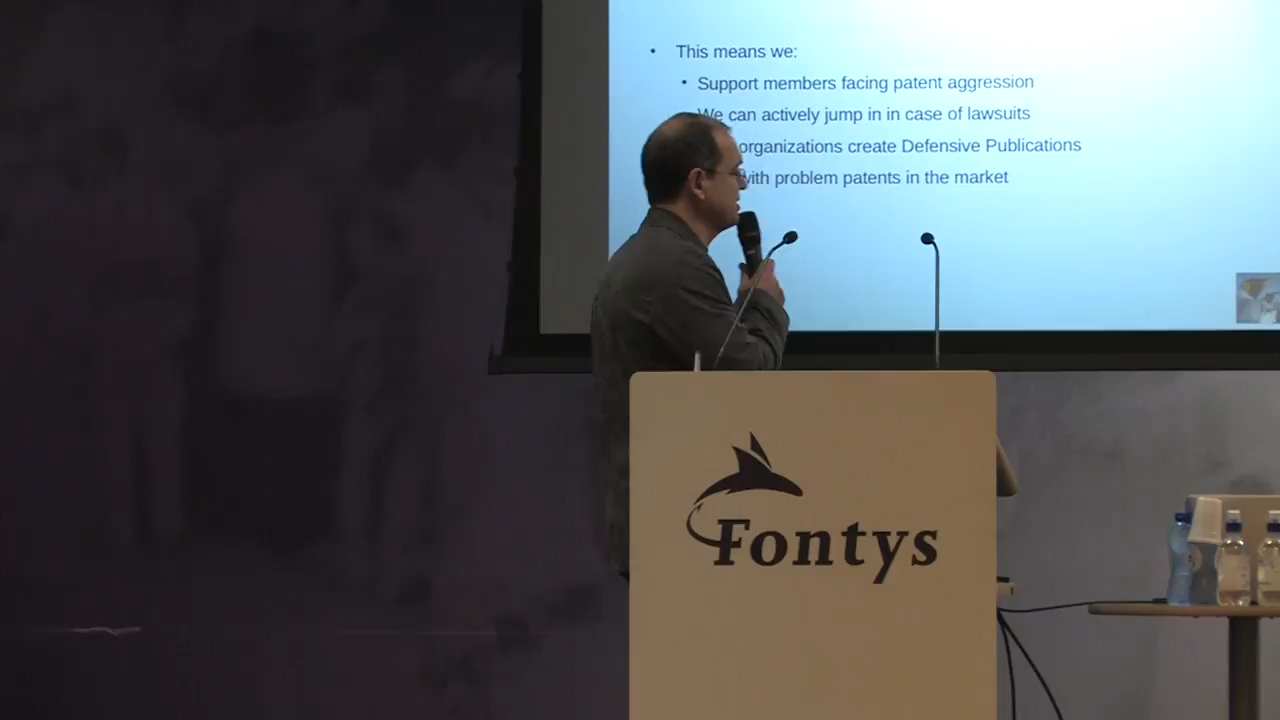 • This means we:
• Support members facing patent aggression
We can actively jump in in case of lawsuits
organizations create Defensive Publications
with problem patents in the market
Fontys